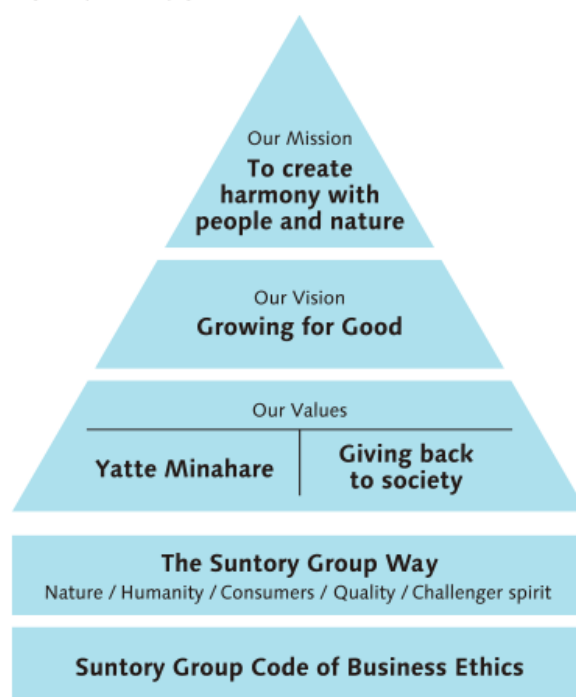 Our Mission
To create
harmony with
people and nature
Our Vision
Growing for Good
Our Values
Yatte Minahare
Giving back
to society
The Suntory Group Way
Nature / Humanity / Consumers / Quality / Challenger spirit
Suntory Group Code of Business Ethics